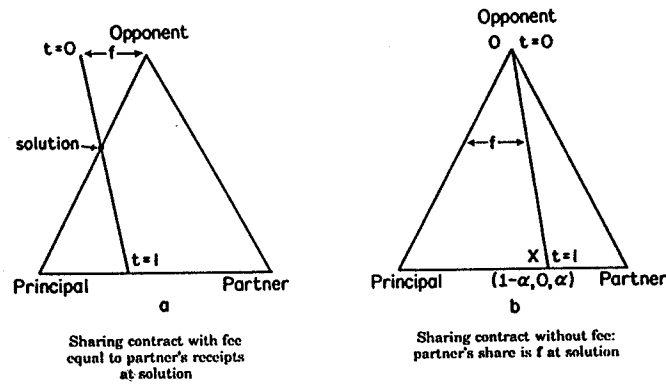 Opponent
t=0
f
solution
t=1
Principal
Partner
a
Sharing contract with fee
equal to partner's receipts
at solution
Opponent
0 t=0
f
X t=1
Principal
(1-α,0,α)
Partner
b
Sharing contract without fee:
partner's share is f at solution